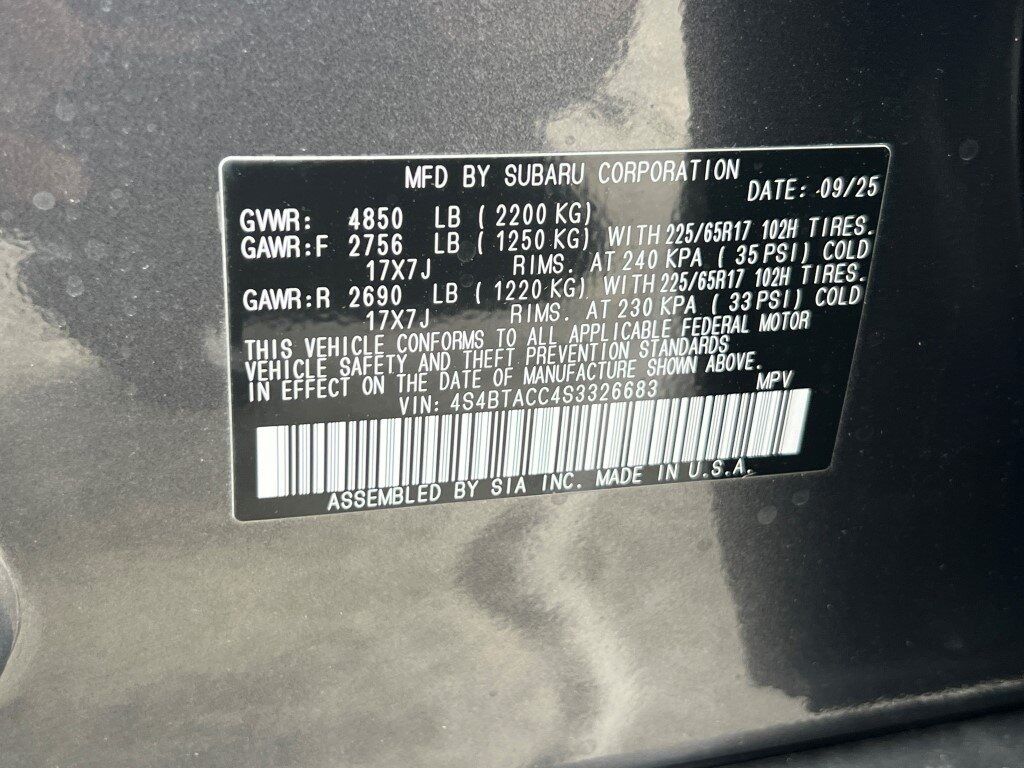 MFD BY SUBARU CORPORATION
DATE: 09/25
GVWR: 4850 LB ( 2200 KG)
GAWR:F 2756 LB ( 1250 KG) WITH 225/65R17 102H TIRES.
17X7J RIMS. AT 240 KPA ( 35 PSI) COLD
GAWR:R 2690 LB ( 1220 KG) WITH 225/65R17 102H TIRES.
17X7J RIMS. AT 230 KPA ( 33 PSI) COLD
THIS VEHICLE CONFORMS TO ALL APPLICABLE FEDERAL MOTOR
VEHICLE SAFETY AND THEFT PREVENTION STANDARDS
IN EFFECT ON THE DATE OF MANUFACTURE SHOWN ABOVE.
VIN: 4S4BTACC4S3326683 MPV
ASSEMBLED BY SIA INC. MADE IN U.S.A.